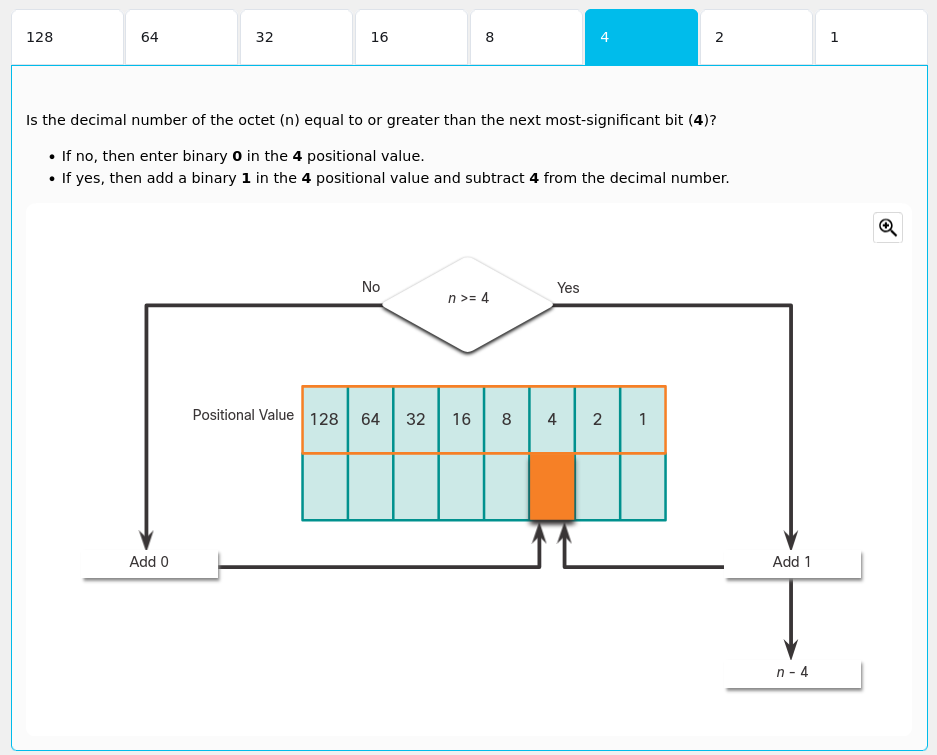 128 64 32 16 8 4 2 1
Is the decimal number of the octet (n) equal to or greater than the next most-significant bit (4)?
• If no, then enter binary 0 in the 4 positional value.
• If yes, then add a binary 1 in the 4 positional value and subtract 4 from the decimal number.
No n >= 4 Yes
Positional Value 128 64 32 16 8 4 2 1
Add 0 Add 1
n – 4